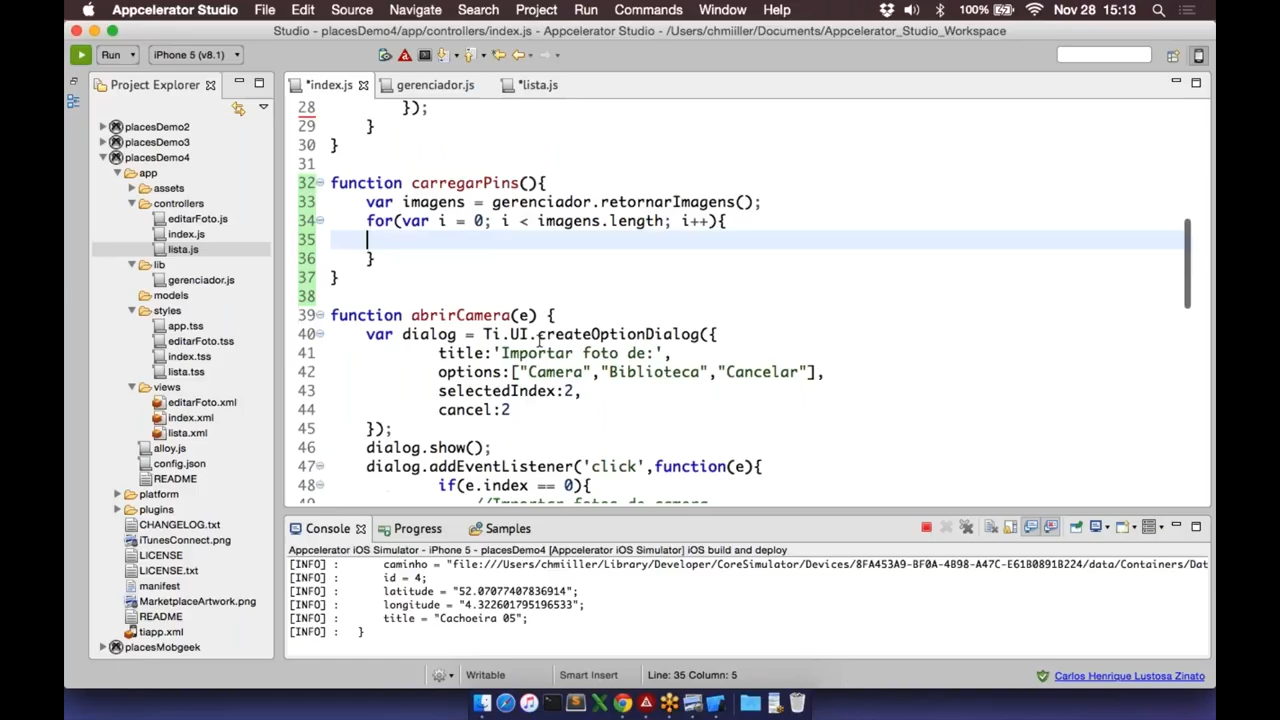 Appcelerator Studio File Edit Source Navigate Search Project Run Commands Window Help 100% Nov 28 15:13
Studio - placesDemo4/app/controllers/index.js - Appcelerator Studio - /Users/chmiiller/Documents/Appcelerator_Studio_Workspace
Run iPhone 5 (v8.1)
Project Explorer
placesDemo2
placesDemo3
placesDemo4
app
assets
controllers
editarFoto.js
index.js
lista.js
lib
gerenciador.js
models
styles
app.tss
editarFoto.tss
index.tss
lista.tss
views
editarFoto.xml
index.xml
lista.xml
alloy.js
config.json
README
platform
plugins
CHANGELOG.txt
iTunesConnect.png
LICENSE
LICENSE.txt
manifest
MarketplaceArtwork.png
README
tiapp.xml
placesMobgeek
*index.js gerenciador.js *lista.js
28 });
29 }
30 }
31
32 function carregarPins(){
33 var imagens = gerenciador.retornarImagens();
34 for(var i = 0; i < imagens.length; i++){
35
36 }
37 }
38
39 function abrirCamera(e) {
40 var dialog = Ti.UI.createOptionDialog({
41 title:'Importar foto de:',
42 options:["Camera","Biblioteca","Cancelar"],
43 selectedIndex:2,
44 cancel:2
45 });
46 dialog.show();
47 dialog.addEventListener('click',function(e){
48 if(e.index == 0){
49 //Importar fotos de camera
Console Progress Samples
Appcelerator iOS Simulator - iPhone 5 - placesDemo4 [Appcelerator iOS Simulator] iOS build and deploy
[INFO] : caminho = "file:///Users/chmiiller/Library/Developer/CoreSimulator/Devices/8FA453A9-BF0A-4B98-A47C-E61B0891B224/data/Containers/Dat
[INFO] : id = 4;
[INFO] : latitude = "52.07077407836914";
[INFO] : longitude = "4.322601795196533";
[INFO] : title = "Cachoeira 05";
[INFO] : }
Writable Smart Insert Line: 35 Column: 5 Carlos Henrique Lustosa Zinato